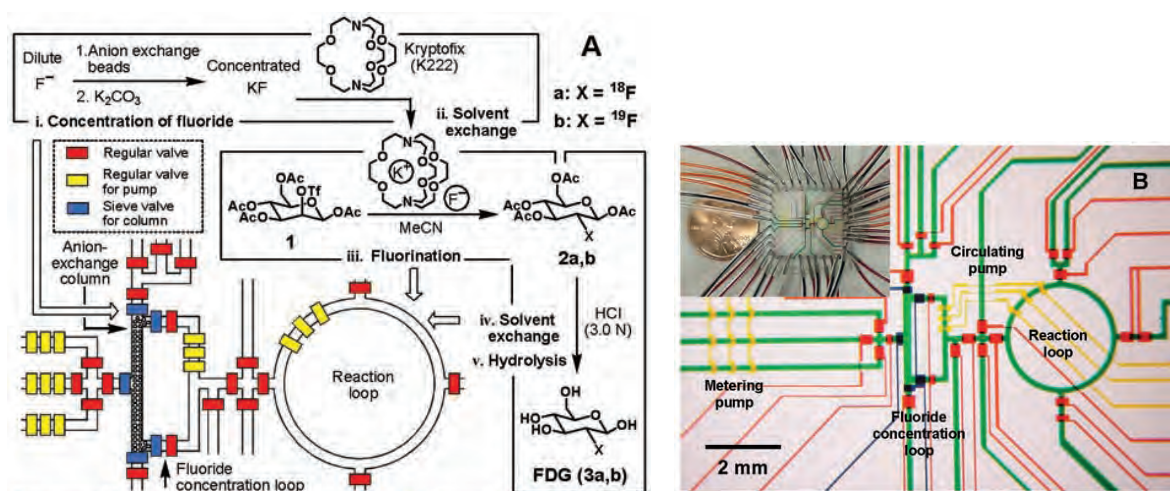 A
Dilute
F⁻
1. Anion exchange
beads
2. K₂CO₃
Concentrated
KF
Kryptofix
(K222)
a: X = ¹⁸F
b: X = ¹⁹F
i. Concentration of fluoride
ii. Solvent
exchange
Regular valve
Regular valve
for pump
Sieve valve
for column
N
O
O
O
O
O
O
N
N
O
O
O
O
O
O
N
K⁺
F⁻
OAc
OTf
AcO
AcO
O
OAc
1
MeCN
OAc
AcO
AcO
O
OAc
X
2a,b
iii. Fluorination
Anion-
exchange
column
HCl
(3.0 N)
iv. Solvent
exchange
v. Hydrolysis
Reaction
loop
OH
HO
HO
O
OH
X
FDG (3a,b)
Fluoride
concentration loop
B
Circulating
pump
Reaction
loop
Metering
pump
Fluoride
concentration
loop
2 mm